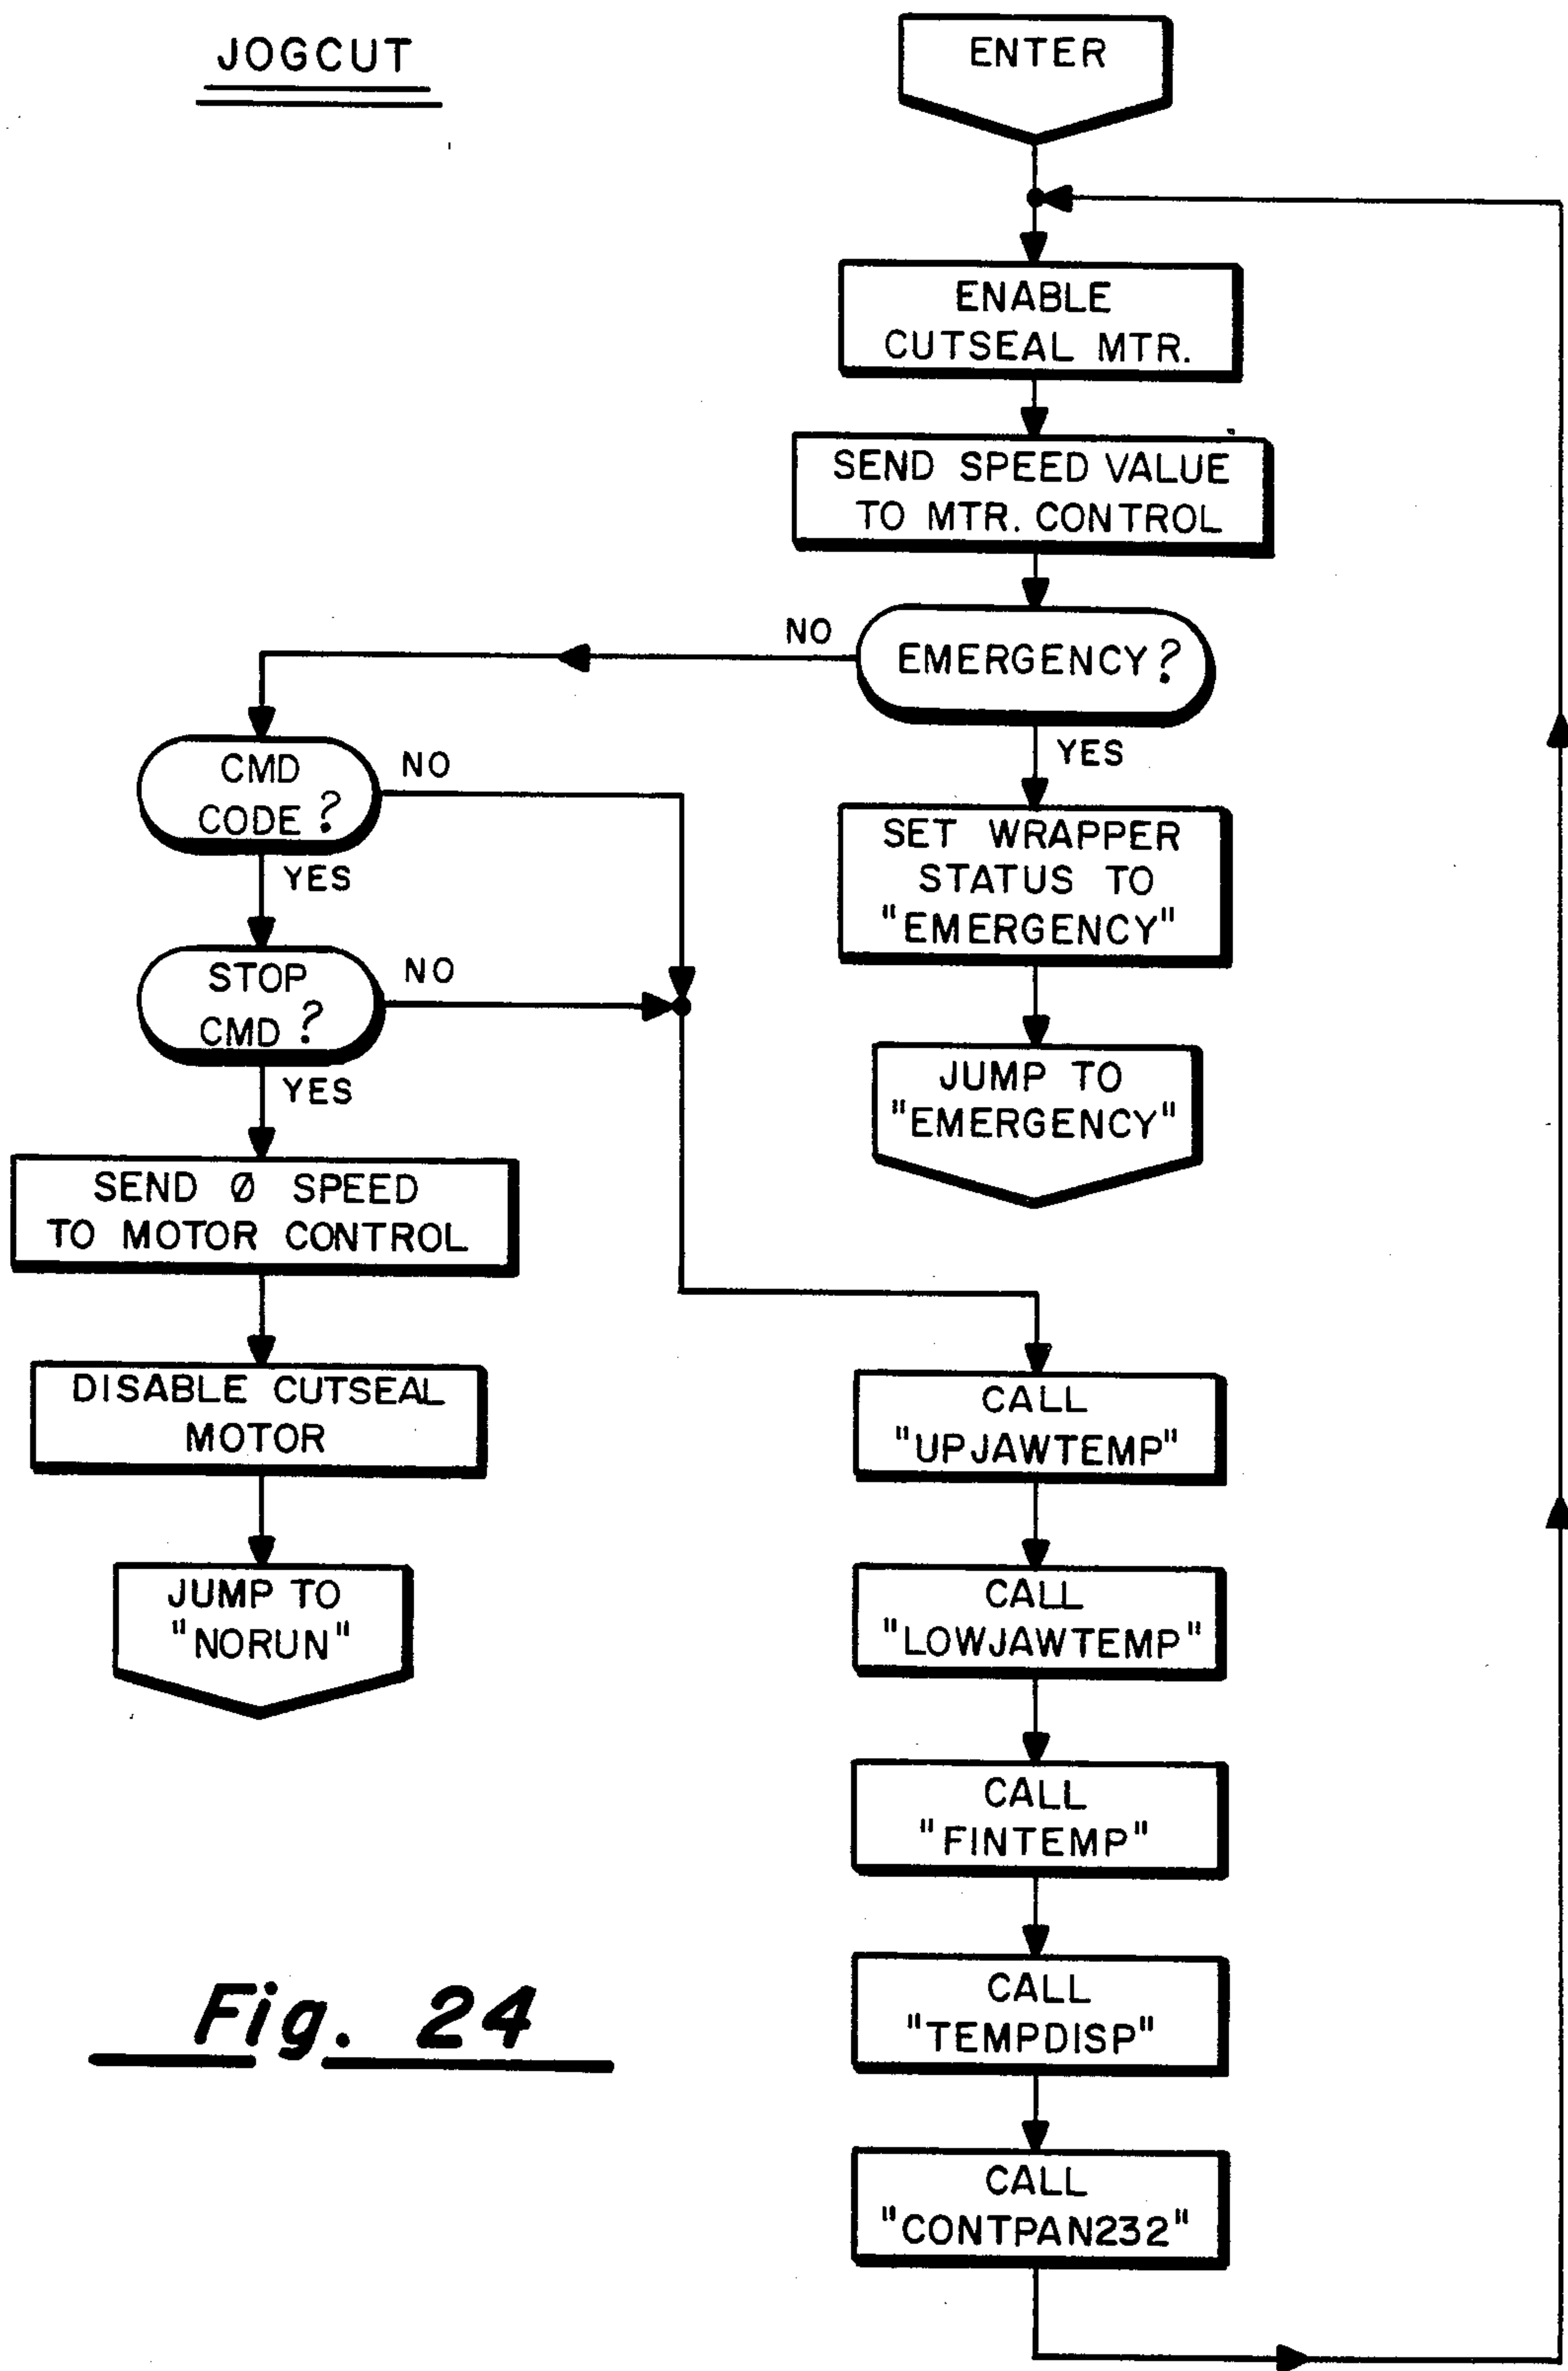 JOGCUT
ENTER
ENABLE
CUTSEAL MTR.
SEND SPEED VALUE
TO MTR. CONTROL
EMERGENCY?
NO
YES
CMD
CODE?
NO
YES
SET WRAPPER
STATUS TO
"EMERGENCY"
STOP
CMD?
NO
YES
JUMP TO
"EMERGENCY"
SEND Ø SPEED
TO MOTOR CONTROL
DISABLE CUTSEAL
MOTOR
JUMP TO
"NORUN"
CALL
"UPJAWTEMP"
CALL
"LOWJAWTEMP"
CALL
"FINTEMP"
CALL
"TEMPDISP"
CALL
"CONTPAN232"
Fig. 24